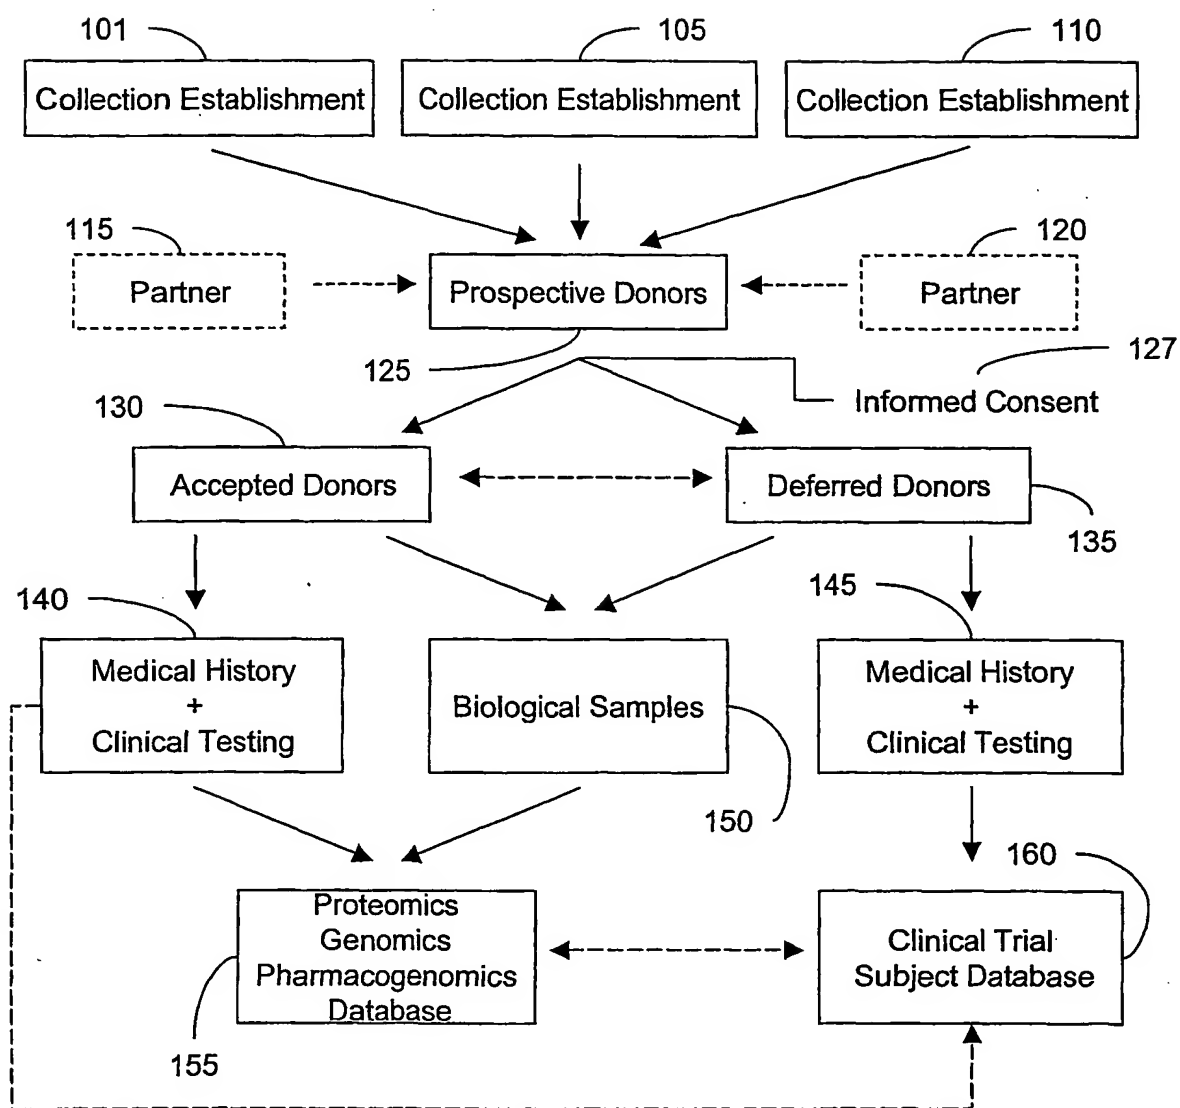 101
105
110
Collection Establishment
Collection Establishment
Collection Establishment
115
120
Partner
Prospective Donors
Partner
125
127
Informed Consent
130
Accepted Donors
Deferred Donors
135
140
145
Medical History
+
Clinical Testing
Biological Samples
Medical History
+
Clinical Testing
150
160
Proteomics
Genomics
Pharmacogenomics
Database
Clinical Trial
Subject Database
155